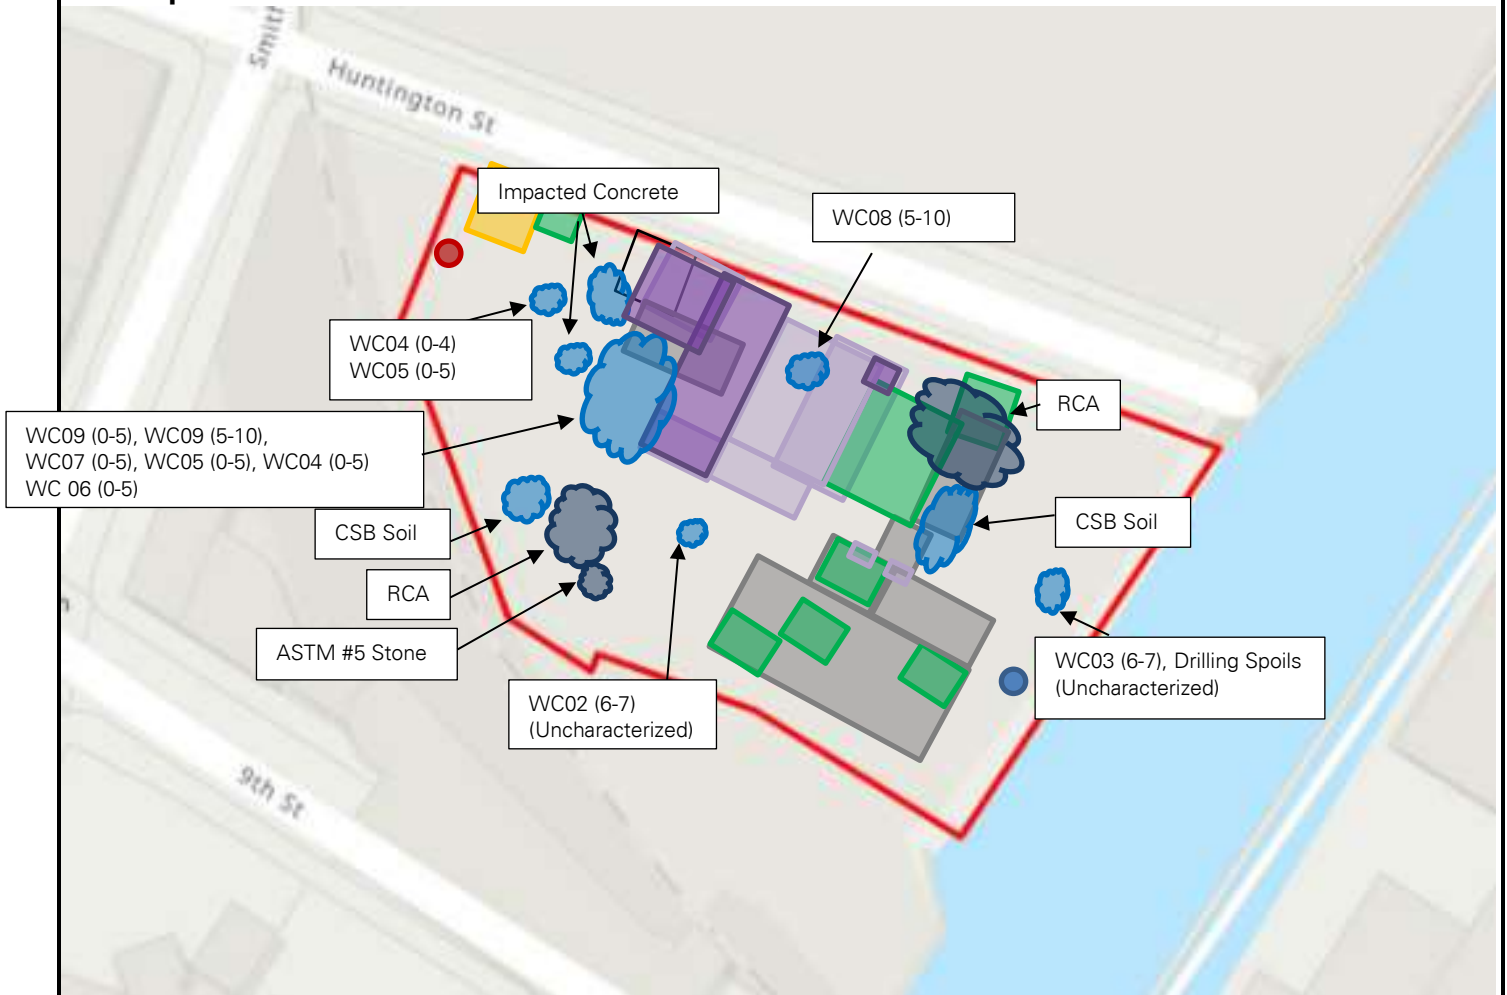 Smith
Huntington St
Impacted Concrete
WC08 (5-10)
WC04 (0-4)
WC05 (0-5)
RCA
WC09 (0-5), WC09 (5-10),
WC07 (0-5), WC05 (0-5), WC04 (0-5)
WC 06 (0-5)
CSB Soil
CSB Soil
RCA
ASTM #5 Stone
WC03 (6-7), Drilling Spoils
(Uncharacterized)
WC02 (6-7)
(Uncharacterized)
9th St